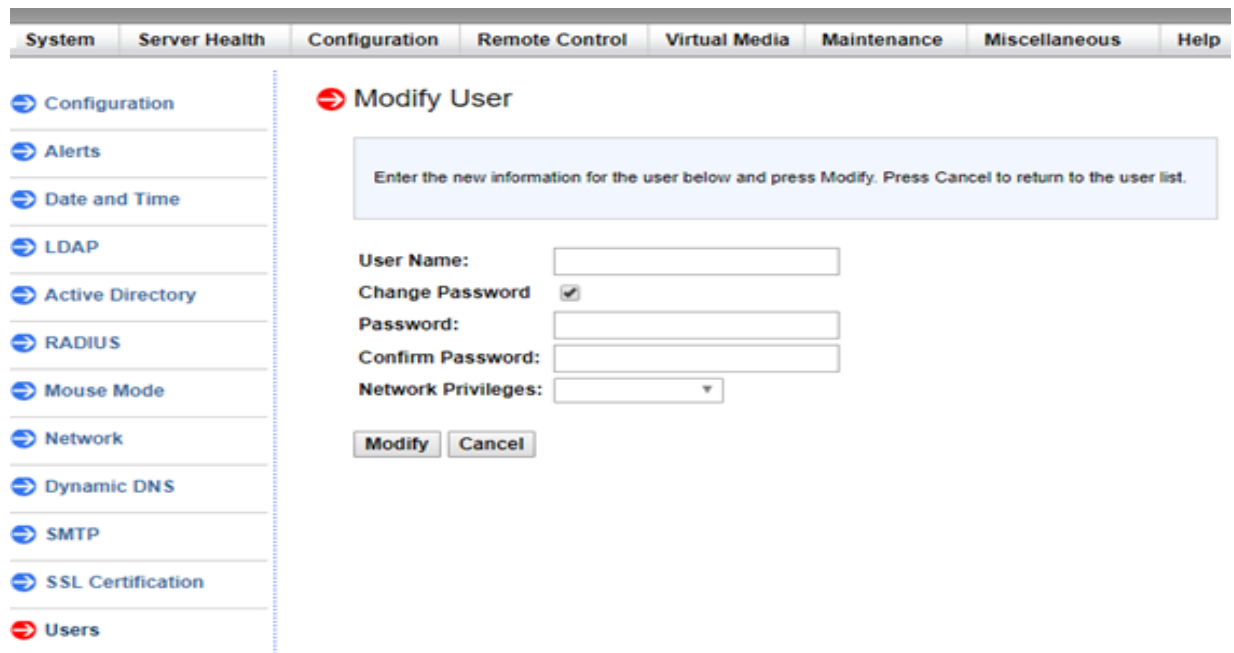 System Server Health Configuration Remote Control Virtual Media Maintenance Miscellaneous Help
Configuration
Alerts
Date and Time
LDAP
Active Directory
RADIUS
Mouse Mode
Network
Dynamic DNS
SMTP
SSL Certification
Users
Modify User
Enter the new information for the user below and press Modify. Press Cancel to return to the user list.
User Name:
Change Password
Password:
Confirm Password:
Network Privileges:
Modify Cancel